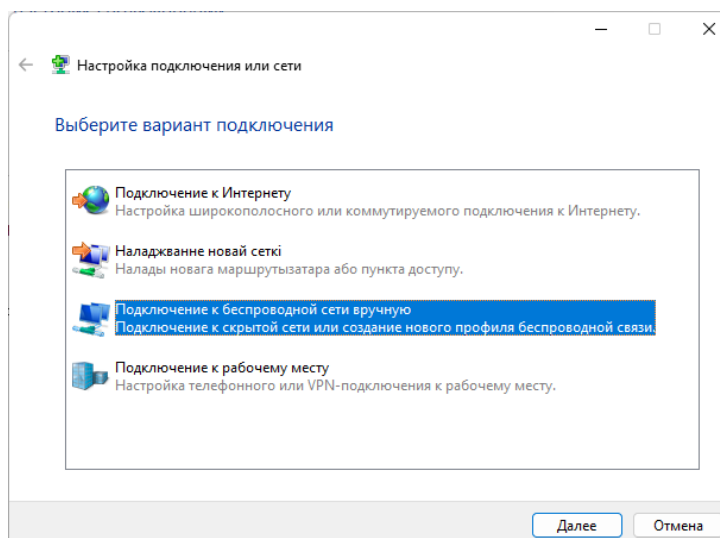 Настройка подключения или сети
Выберите вариант подключения
Подключение к Интернету
Настройка широкополосного или коммутируемого подключения к Интернету.
Наладжванне новай сеткі
Налады новага маршрутызатара або пункта доступу.
Подключение к беспроводной сети вручную
Подключение к скрытой сети или создание нового профиля беспроводной связи.
Подключение к рабочему месту
Настройка телефонного или VPN-подключения к рабочему месту.
Далее
Отмена